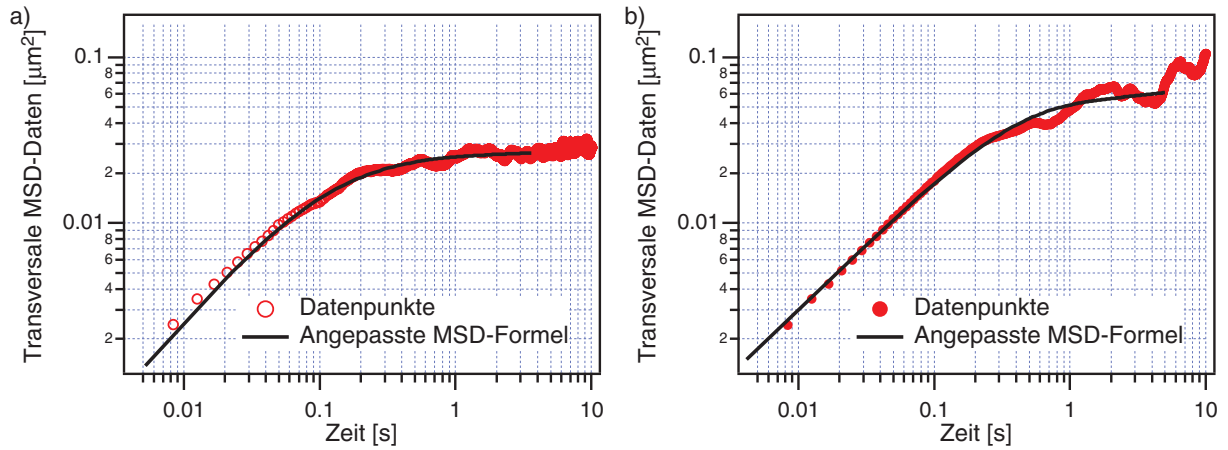 a)
Transversale MSD-Daten [μm²]
0.1
8
6
4
2
0.01
8
6
4
2
Datenpunkte
Angepasste MSD-Formel
0.01
0.1
1
10
Zeit [s]
b)
Transversale MSD-Daten [μm²]
0.1
8
6
4
2
0.01
8
6
4
2
Datenpunkte
Angepasste MSD-Formel
0.01
0.1
1
10
Zeit [s]